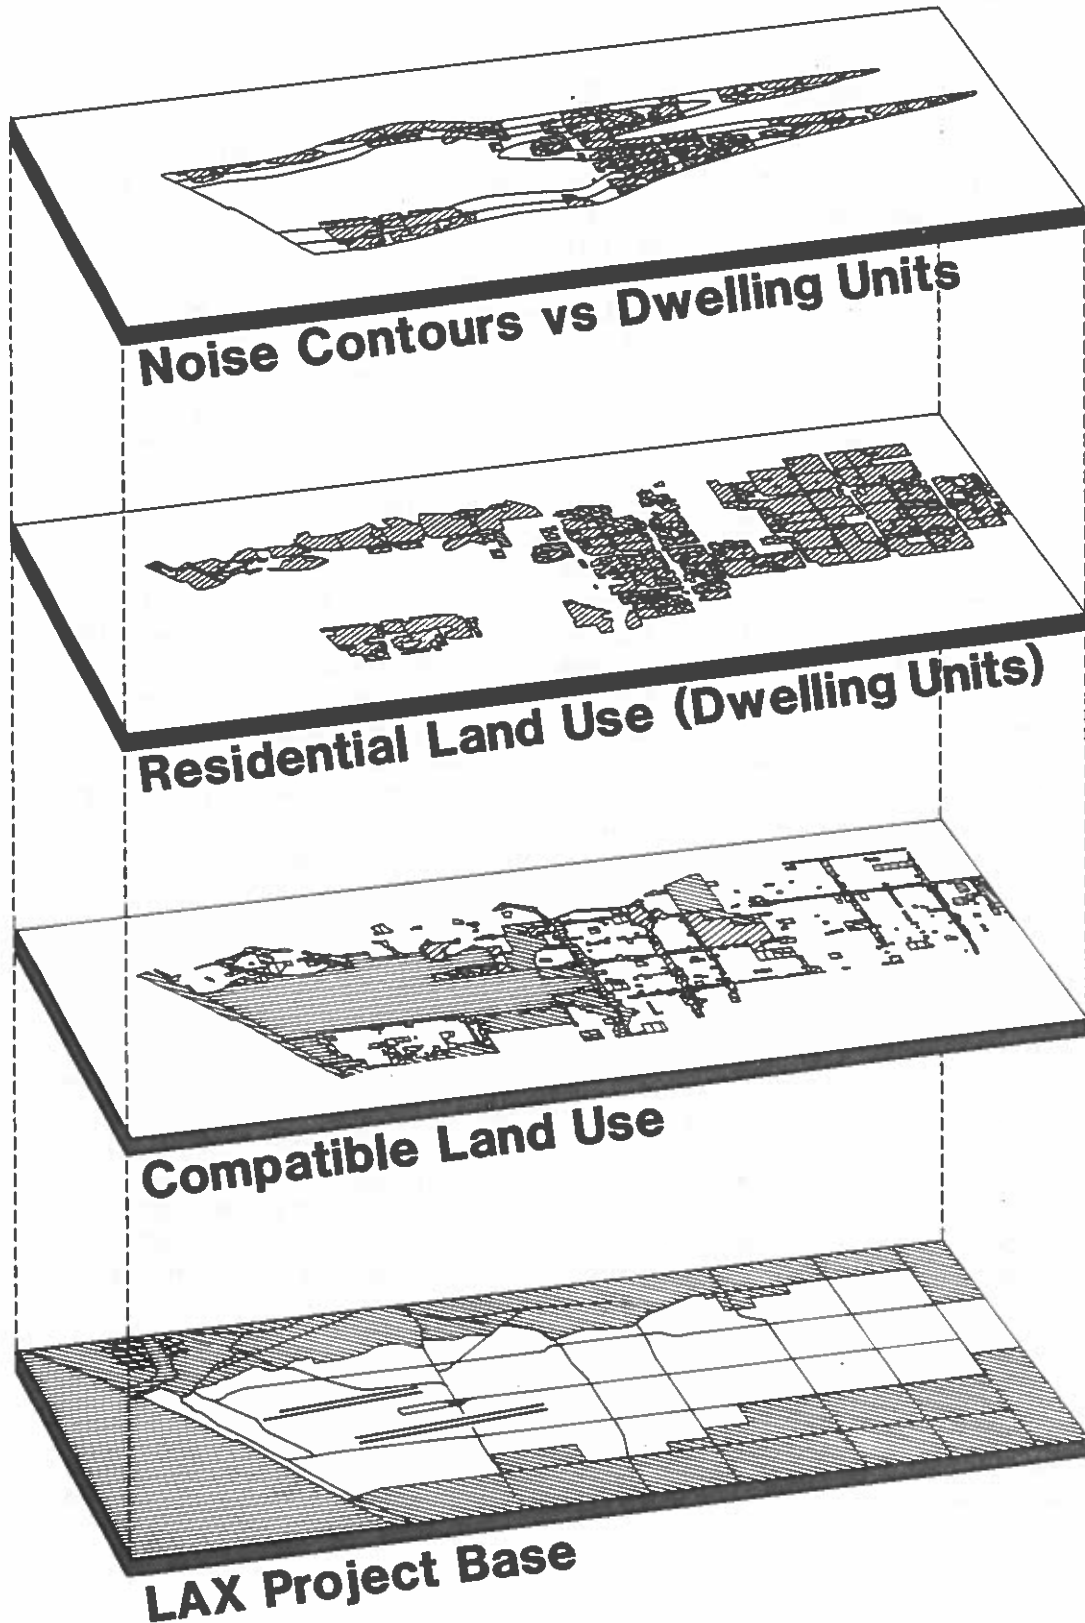 Noise Contours vs Dwelling Units
Residential Land Use (Dwelling Units)
Compatible Land Use
LAX Project Base